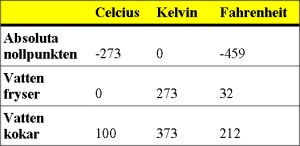 Celcius Kelvin Fahrenheit
Absoluta
nollpunkten -273 0 -459
Vatten
fryser 0 273 32
Vatten
kokar 100 373 212